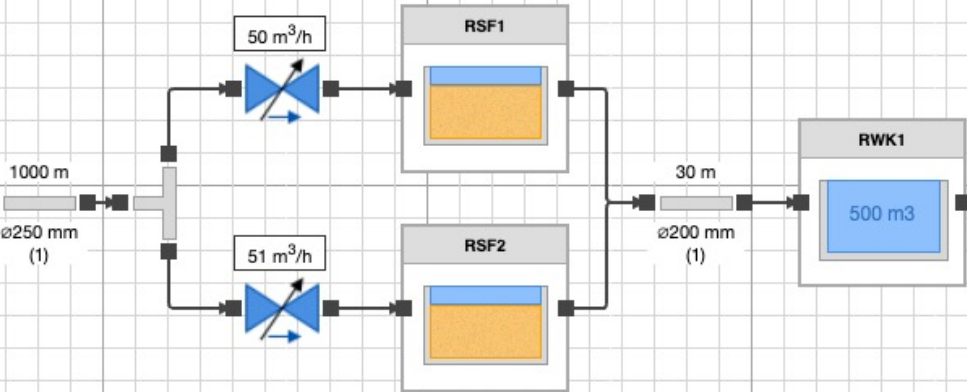 50 m³/h
RSF1
1000 m
ø250 mm
(1)
30 m
ø200 mm
(1)
RWK1
500 m3
51 m³/h
RSF2